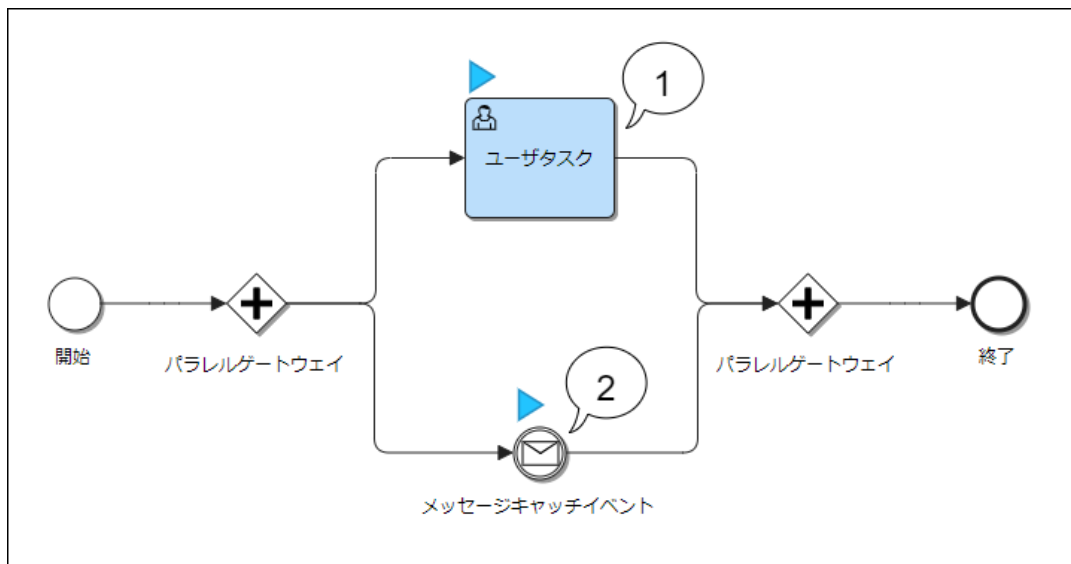 1
ユーザタスク
開始
パラレルゲートウェイ
パラレルゲートウェイ
終了
2
メッセージキャッチイベント